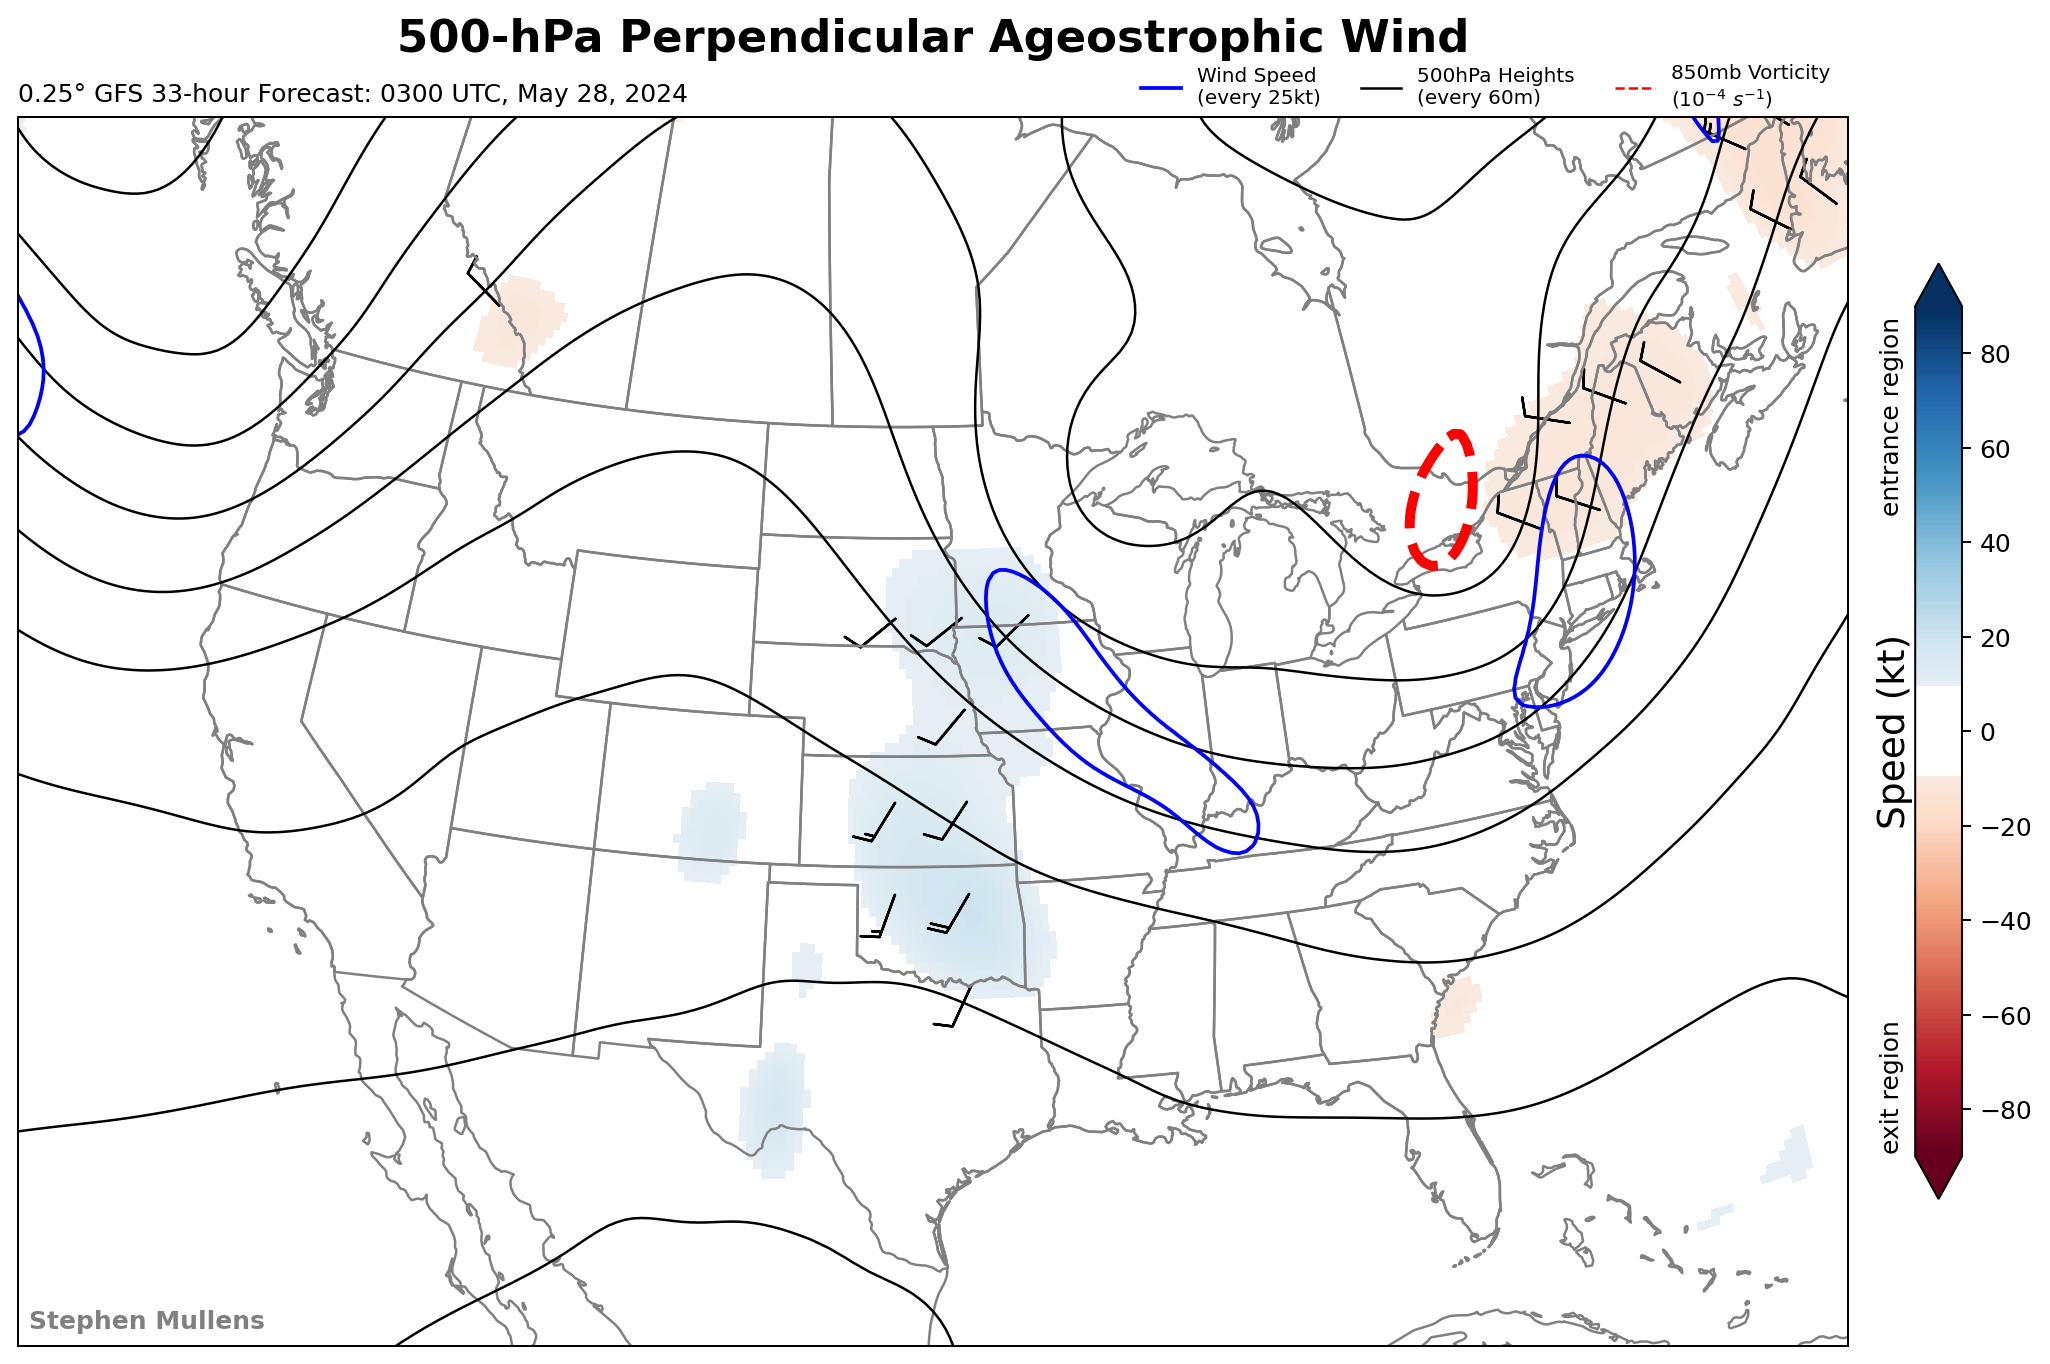 500-hPa Perpendicular Ageostrophic Wind
0.25° GFS 33-hour Forecast: 0300 UTC, May 28, 2024
Wind Speed
(every 25kt)
500hPa Heights
(every 60m)
850mb Vorticity
(10⁻⁴ s⁻¹)
entrance region
Speed (kt)
exit region
80
60
40
20
0
−20
−40
−60
−80
Stephen Mullens